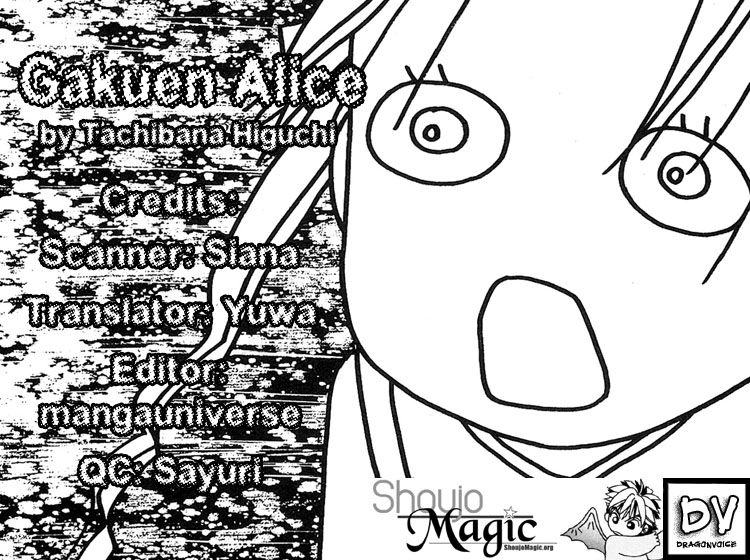 Gakuen Alice
by Tachibana Higuchi
Credits:
Scanner: Siana
Translator: Yuwa
Editor:
mangauniverse
QC: Sayuri
Shoujo
Magic
ShoujoMagic.org
DV
DRAGONVOICE